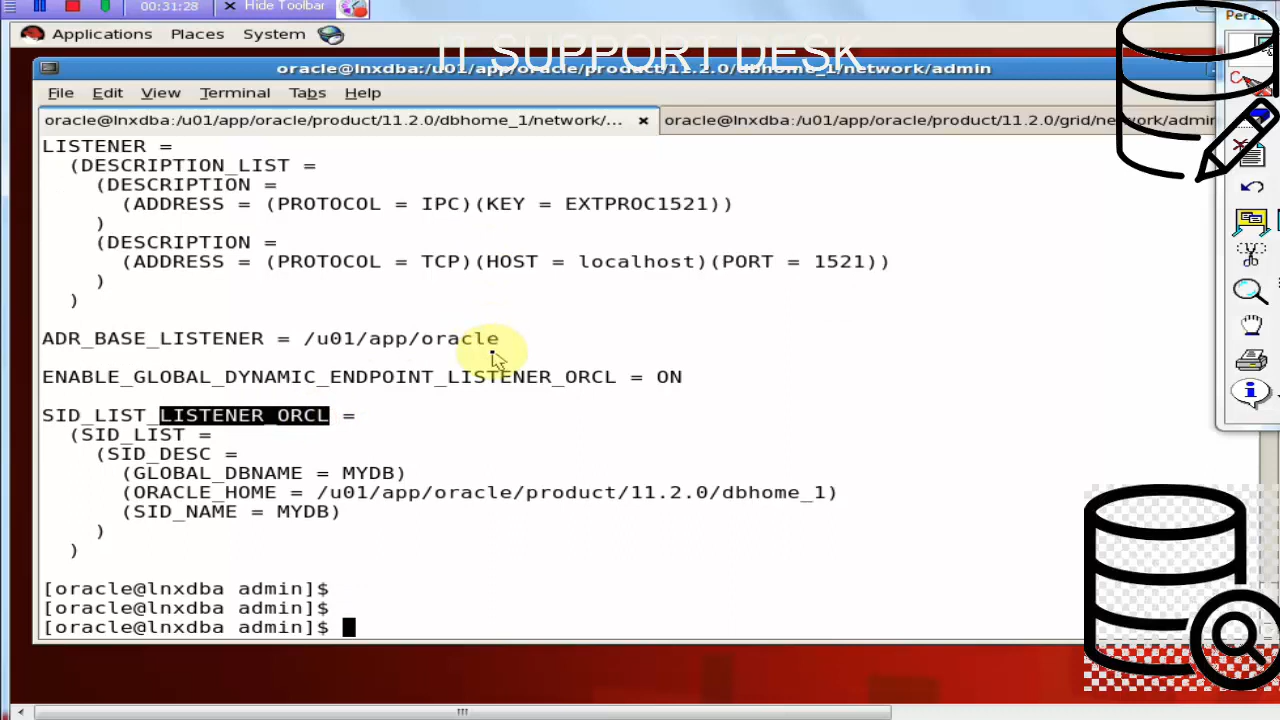 00:31:28 Hide Toolbar
Applications Places System
IT SUPPORT DESK
oracle@lnxdba:/u01/app/oracle/product/11.2.0/dbhome_1/network/admin
File Edit View Terminal Tabs Help
oracle@lnxdba:/u01/app/oracle/product/11.2.0/dbhome_1/network/... oracle@lnxdba:/u01/app/oracle/product/11.2.0/grid/network/admin
LISTENER =
(DESCRIPTION_LIST =
(DESCRIPTION =
(ADDRESS = (PROTOCOL = IPC)(KEY = EXTPROC1521))
)
(DESCRIPTION =
(ADDRESS = (PROTOCOL = TCP)(HOST = localhost)(PORT = 1521))
)
)
ADR_BASE_LISTENER = /u01/app/oracle
ENABLE_GLOBAL_DYNAMIC_ENDPOINT_LISTENER_ORCL = ON
SID_LIST_LISTENER_ORCL =
(SID_LIST =
(SID_DESC =
(GLOBAL_DBNAME = MYDB)
(ORACLE_HOME = /u01/app/oracle/product/11.2.0/dbhome_1)
(SID_NAME = MYDB)
)
)
[oracle@lnxdba admin]$
[oracle@lnxdba admin]$
[oracle@lnxdba admin]$